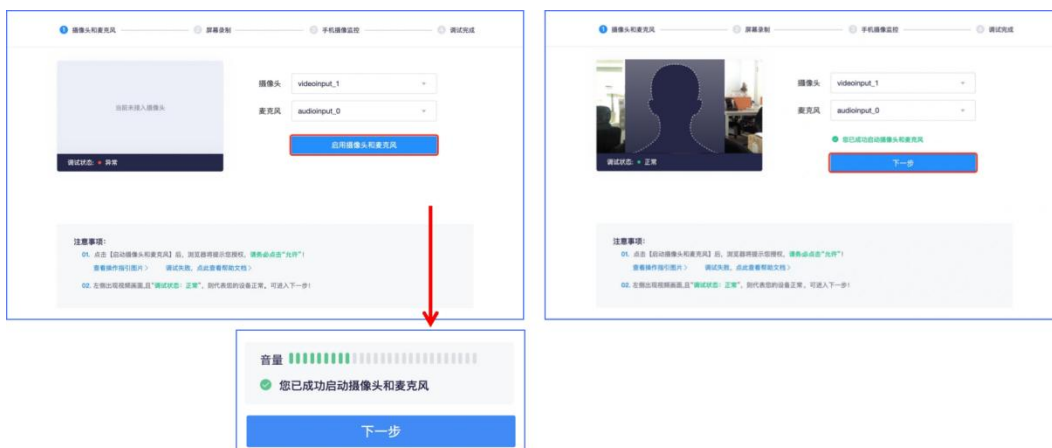 1 摄像头和麦克风 2 屏幕录制 3 手机摄像监控 4 调试完成
当前未接入摄像头
摄像头 videoinput_1
麦克风 audioinput_0
启用摄像头和麦克风
调试状态: 异常
注意事项:
01. 点击【启动摄像头和麦克风】后, 浏览器将提示您授权, 请务必点击"允许"!
查看操作指引图片> 调试失败, 点此查看帮助文档>
02. 左侧出现视频画面,且"调试状态: 正常", 则代表您的设备正常, 可进入下一步!
1 摄像头和麦克风 2 屏幕录制 3 手机摄像监控 4 调试完成
摄像头 videoinput_1
麦克风 audioinput_0
您已成功启动摄像头和麦克风
下一步
调试状态: 正常
注意事项:
01. 点击【启动摄像头和麦克风】后, 浏览器将提示您授权, 请务必点击"允许"!
查看操作指引图片> 调试失败, 点此查看帮助文档>
02. 左侧出现视频画面,且"调试状态: 正常", 则代表您的设备正常, 可进入下一步!
音量
您已成功启动摄像头和麦克风
下一步